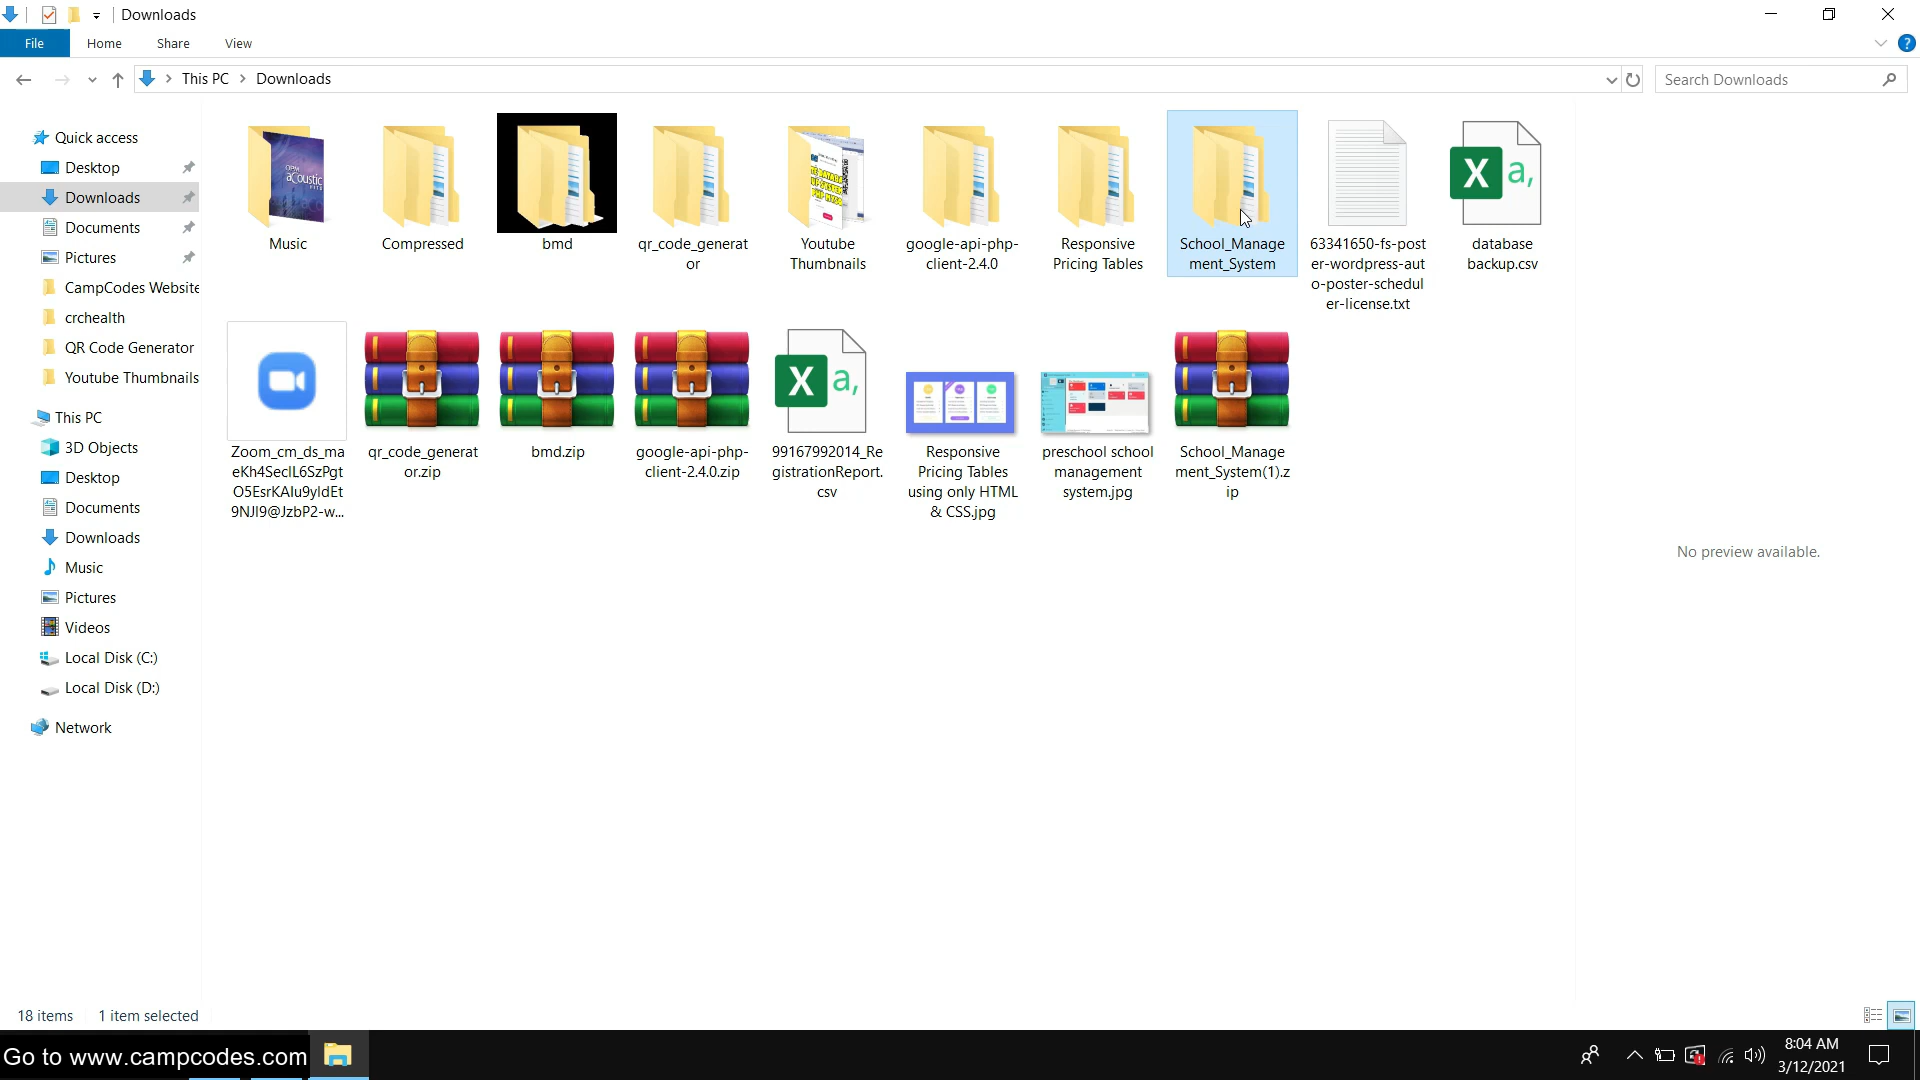 Downloads
File Home Share View
This PC Downloads
Search Downloads
Quick access
Desktop
Downloads
Documents
Pictures
CampCodes Website
crchealth
QR Code Generator
Youtube Thumbnails
This PC
3D Objects
Desktop
Documents
Downloads
Music
Pictures
Videos
Local Disk (C:)
Local Disk (D:)
Network
Music
Compressed
bmd
qr_code_generat
or
Youtube
Thumbnails
google-api-php-
client-2.4.0
Responsive
Pricing Tables
School_Manage
ment_System
63341650-fs-post
er-wordpress-aut
o-poster-schedul
er-license.txt
database
backup.csv
Zoom_cm_ds_ma
9NJI9@JzbP2-w...
qr_code_generat
or.zip
bmd.zip
google-api-php-
client-2.4.0.zip
99167992014_Re
gistrationReport.
csv
Responsive
Pricing Tables
using only HTML
& CSS.jpg
preschool school
management
system.jpg
School_Manage
ment_System(1).z
ip
No preview available.
18 items 1 item selected
Go to www.campcodes.com
8:04 AM
3/12/2021